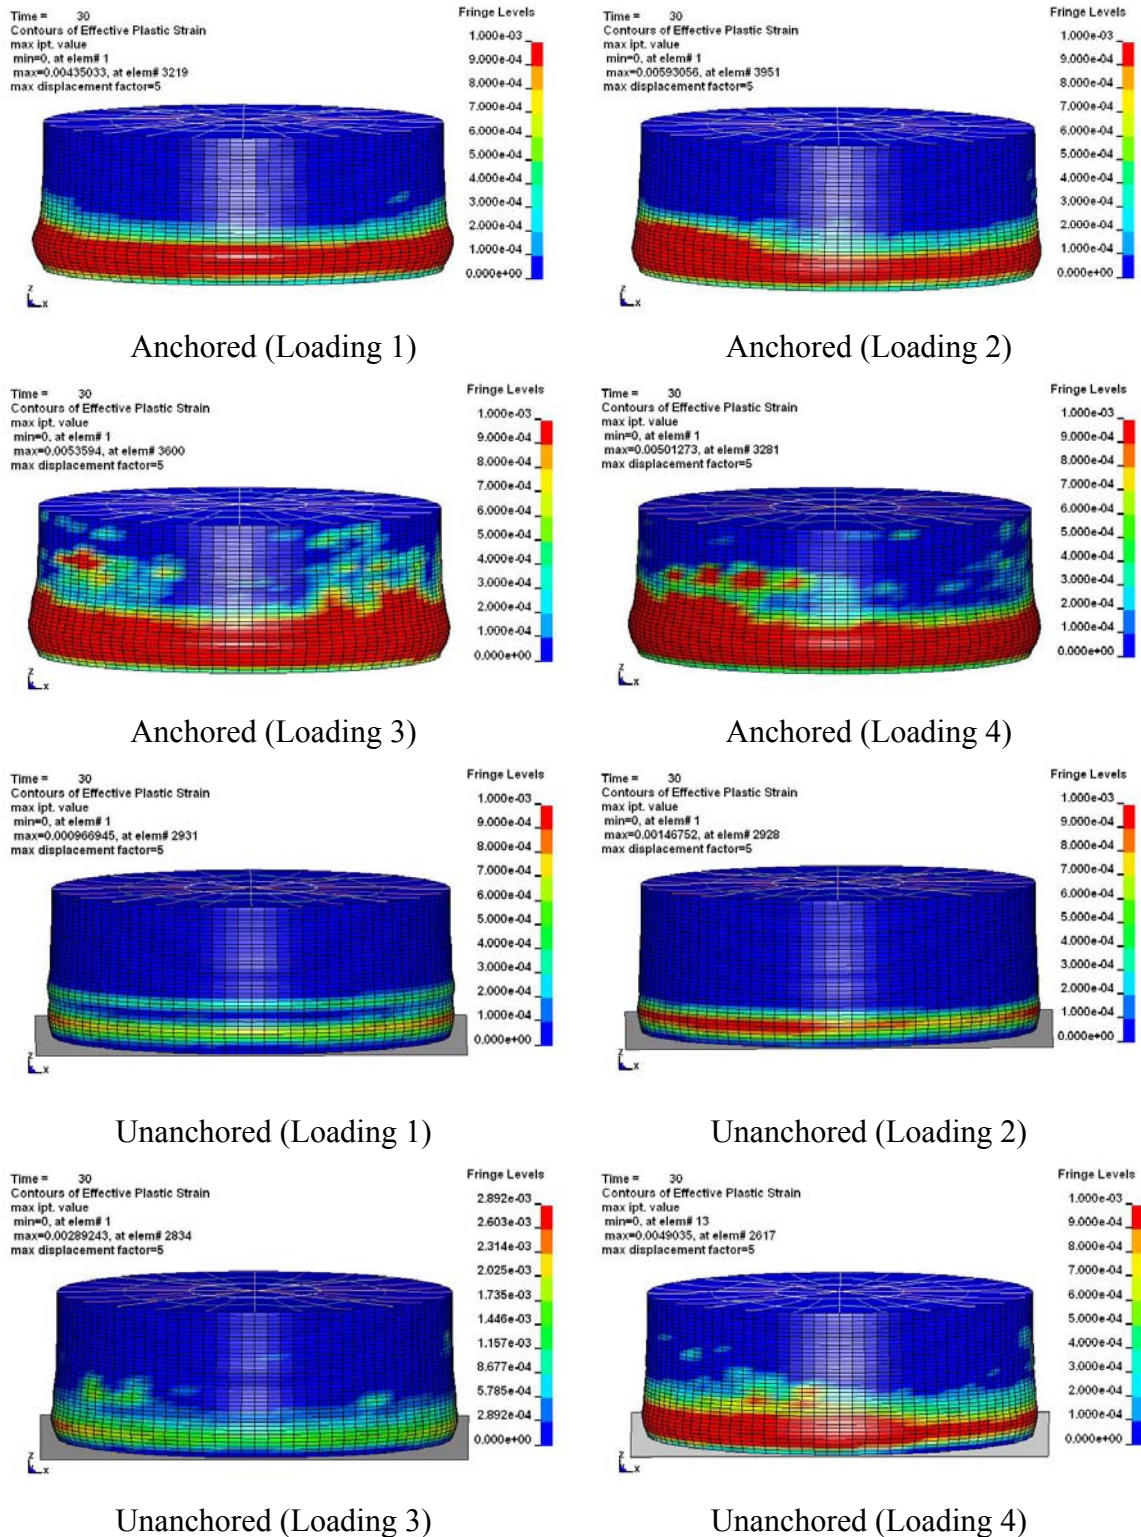 Time =        30
Contours of Effective Plastic Strain
max ipt. value
min=0, at elem# 1
max=0.00435033, at elem# 3219
max displacement factor=5
Fringe Levels
1.000e-03
9.000e-04
8.000e-04
7.000e-04
6.000e-04
5.000e-04
4.000e-04
3.000e-04
2.000e-04
1.000e-04
0.000e+00
z
x
Anchored (Loading 1)
Time =        30
Contours of Effective Plastic Strain
max ipt. value
min=0, at elem# 1
max=0.00593056, at elem# 3951
max displacement factor=5
Fringe Levels
1.000e-03
9.000e-04
8.000e-04
7.000e-04
6.000e-04
5.000e-04
4.000e-04
3.000e-04
2.000e-04
1.000e-04
0.000e+00
z
x
Anchored (Loading 2)
Time =        30
Contours of Effective Plastic Strain
max ipt. value
min=0, at elem# 1
max=0.0053594, at elem# 3600
max displacement factor=5
Fringe Levels
1.000e-03
9.000e-04
8.000e-04
7.000e-04
6.000e-04
5.000e-04
4.000e-04
3.000e-04
2.000e-04
1.000e-04
0.000e+00
z
x
Anchored (Loading 3)
Time =        30
Contours of Effective Plastic Strain
max ipt. value
min=0, at elem# 1
max=0.00501273, at elem# 3281
max displacement factor=5
Fringe Levels
1.000e-03
9.000e-04
8.000e-04
7.000e-04
6.000e-04
5.000e-04
4.000e-04
3.000e-04
2.000e-04
1.000e-04
0.000e+00
z
x
Anchored (Loading 4)
Time =        30
Contours of Effective Plastic Strain
max ipt. value
min=0, at elem# 1
max=0.000966945, at elem# 2931
max displacement factor=5
Fringe Levels
1.000e-03
9.000e-04
8.000e-04
7.000e-04
6.000e-04
5.000e-04
4.000e-04
3.000e-04
2.000e-04
1.000e-04
0.000e+00
z
x
Unanchored (Loading 1)
Time =        30
Contours of Effective Plastic Strain
max ipt. value
min=0, at elem# 1
max=0.00146752, at elem# 2928
max displacement factor=5
Fringe Levels
1.000e-03
9.000e-04
8.000e-04
7.000e-04
6.000e-04
5.000e-04
4.000e-04
3.000e-04
2.000e-04
1.000e-04
0.000e+00
z
x
Unanchored (Loading 2)
Time =        30
Contours of Effective Plastic Strain
max ipt. value
min=0, at elem# 1
max=0.00289243, at elem# 2834
max displacement factor=5
Fringe Levels
2.892e-03
2.603e-03
2.314e-03
2.025e-03
1.735e-03
1.446e-03
1.157e-03
8.677e-04
5.785e-04
2.892e-04
0.000e+00
z
x
Unanchored (Loading 3)
Time =        30
Contours of Effective Plastic Strain
max ipt. value
min=0, at elem# 13
max=0.0049035, at elem# 2617
max displacement factor=5
Fringe Levels
1.000e-03
9.000e-04
8.000e-04
7.000e-04
6.000e-04
5.000e-04
4.000e-04
3.000e-04
2.000e-04
1.000e-04
0.000e+00
z
x
Unanchored (Loading 4)